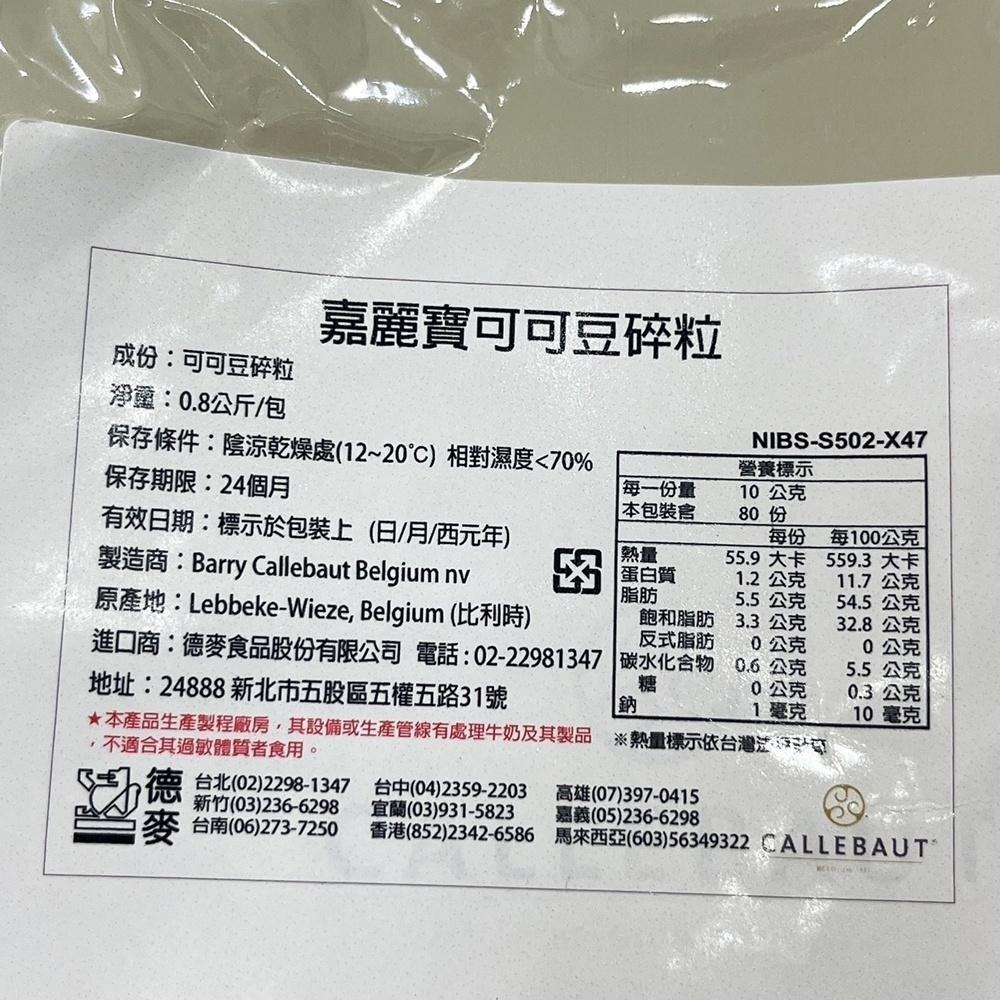 嘉麗寶可可豆碎粒
成份：可可豆碎粒
淨重：0.8公斤/包
保存條件：陰涼乾燥處(12~20℃) 相對濕度<70%
保存期限：24個月
有效日期：標示於包裝上 (日/月/西元年)
製造商：Barry Callebaut Belgium nv
原產地：Lebbeke-Wieze, Belgium (比利時)
進口商：德麥食品股份有限公司 電話:02-22981347
地址：24888 新北市五股區五權五路31號
★本產品生產製程廠房，其設備或生產管線有處理牛奶及其製品
，不適合其過敏體質者食用。
NIBS-S502-X47
營養標示
每一份量 10 公克
本包裝含 80 份
每份 每100公克
熱量 55.9 大卡 559.3 大卡
蛋白質 1.2 公克 11.7 公克
脂肪 5.5 公克 54.5 公克
飽和脂肪 3.3 公克 32.8 公克
反式脂肪 0 公克 0 公克
碳水化合物 0.6 公克 5.5 公克
糖 0 公克 0.3 公克
鈉 1 毫克 10 毫克
※熱量標示依台灣
德麥
台北(02)2298-1347 台中(04)2359-2203 高雄(07)397-0415
新竹(03)236-6298 宜蘭(03)931-5823 嘉義(05)236-6298
台南(06)273-7250 香港(852)2342-6586 馬來西亞(603)56349322
CALLEBAUT